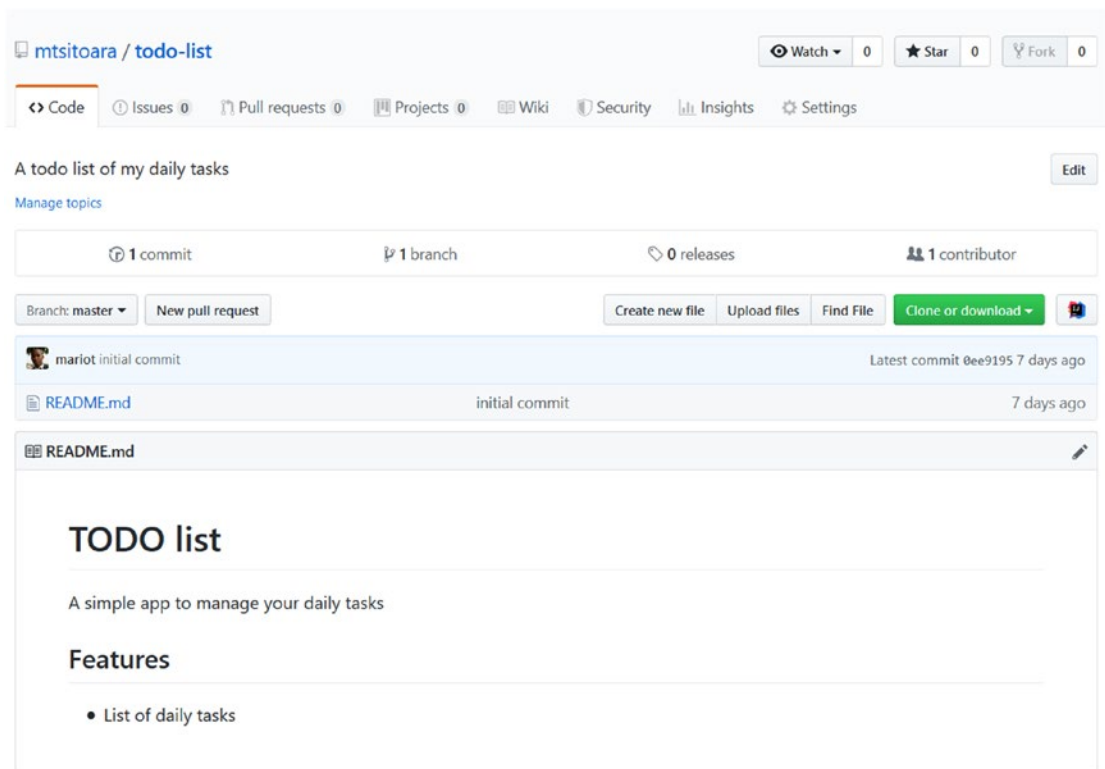 mtsitoara / todo-list Watch 0 Star 0 Fork 0
Code Issues 0 Pull requests 0 Projects 0 Wiki Security Insights Settings
A todo list of my daily tasks Edit
Manage topics
1 commit 1 branch 0 releases 1 contributor
Branch: master New pull request Create new file Upload files Find File Clone or download
mariot initial commit Latest commit 0ee9195 7 days ago
README.md initial commit 7 days ago
README.md
TODO list
A simple app to manage your daily tasks
Features
• List of daily tasks